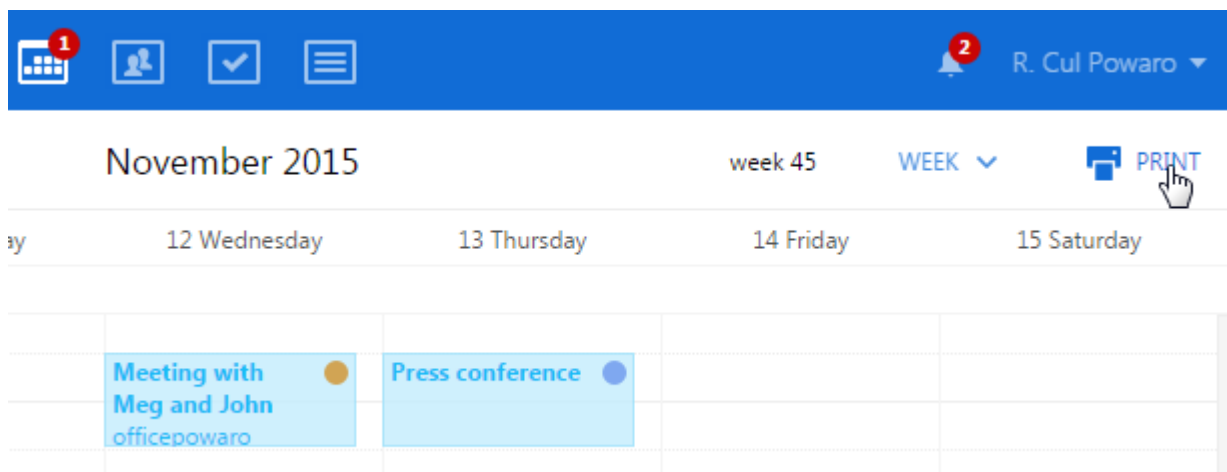 1
2
R. Cul Powaro
November 2015
week 45
WEEK
PRINT
ay
12 Wednesday
13 Thursday
14 Friday
15 Saturday
Meeting with
Meg and John
officepowaro
Press conference